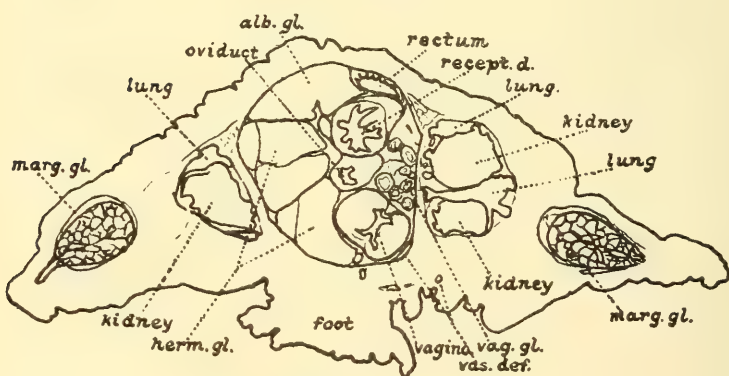 alb. gl.
oviduct
rectum
recept. d.
lung
lung.
kidney
lung
marg. gl.
kidney
herm. gl.
foot
vagina
vag. gl.
vas. def.
kidney
marg. gl.